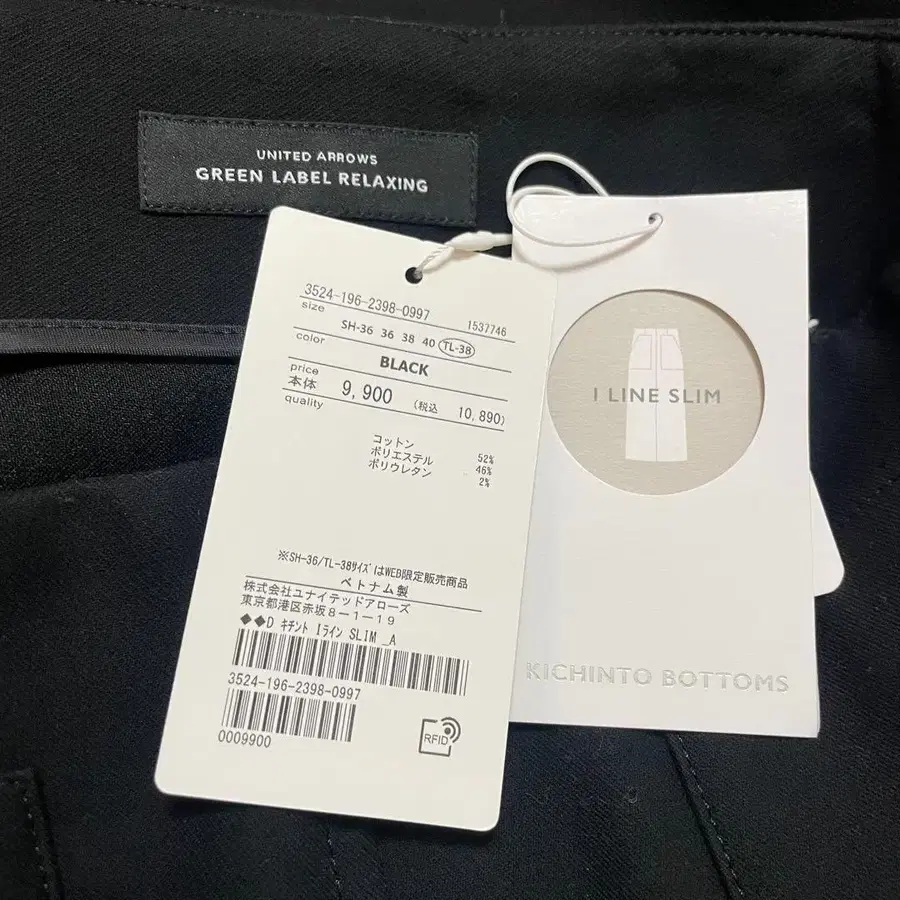 UNITED ARROWS
GREEN LABEL RELAXING
3524-196-2398-0997
size 1537746
SH-36 36 38 40 TL-38
color
BLACK
price
本体 9,900 (税込 10,890)
quality
コットン 52%
ポリエステル 46%
ポリウレタン 2%
※SH-36/TL-38サイズはWEB限定販売商品
ベトナム製
株式会社ユナイテッドアローズ
東京都港区赤坂8-1-19
◆◆D キチント Iライン SLIM _A
3524-196-2398-0997
0009900
RFID
I LINE SLIM
KICHINTO BOTTOMS